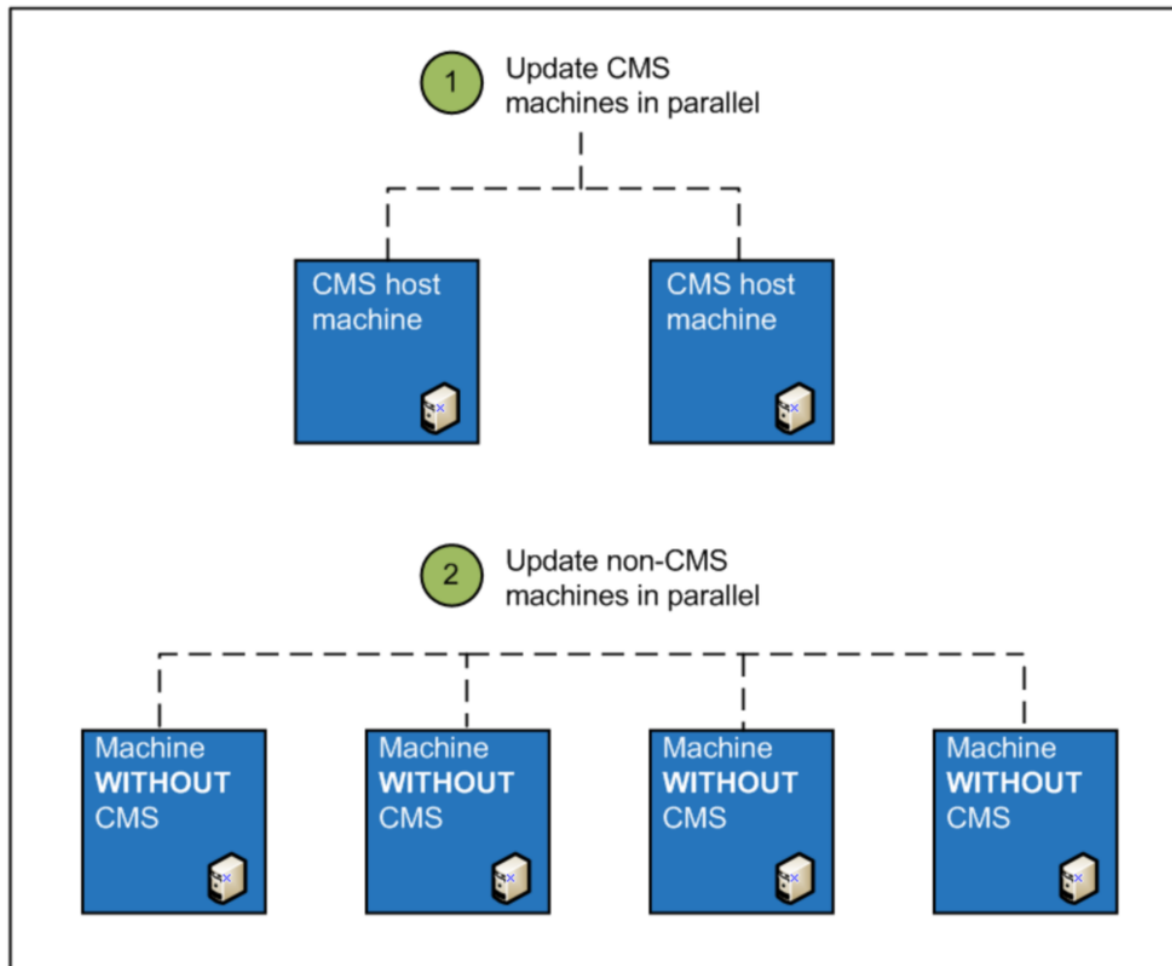 1
Update CMS
machines in parallel
CMS host
machine
CMS host
machine
2
Update non-CMS
machines in parallel
Machine
WITHOUT
CMS
Machine
WITHOUT
CMS
Machine
WITHOUT
CMS
Machine
WITHOUT
CMS